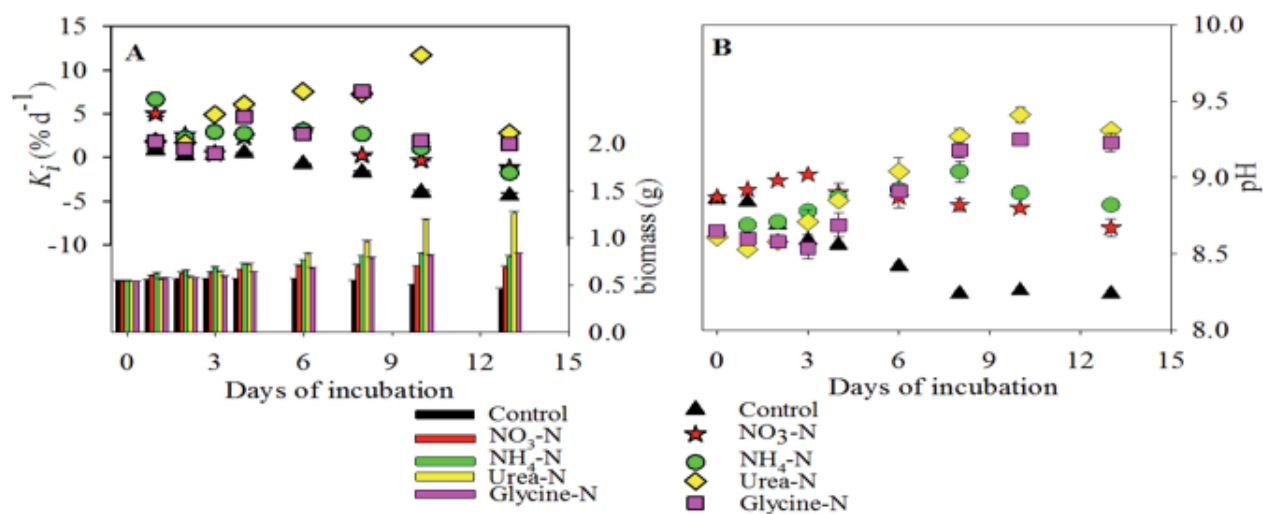 A
15
10
5
0
-5
-10
K_i (% d^-1)
2.0
1.5
1.0
0.5
0.0
biomass (g)
0 3 6 9 12 15
Days of incubation
B
10.0
9.5
9.0
8.5
8.0
pH
0 3 6 9 12 15
Days of incubation
Control
NO₃-N
NH₄-N
Urea-N
Glycine-N
Control
NO3-N
NH₄-N
Urea-N
Glycine-N